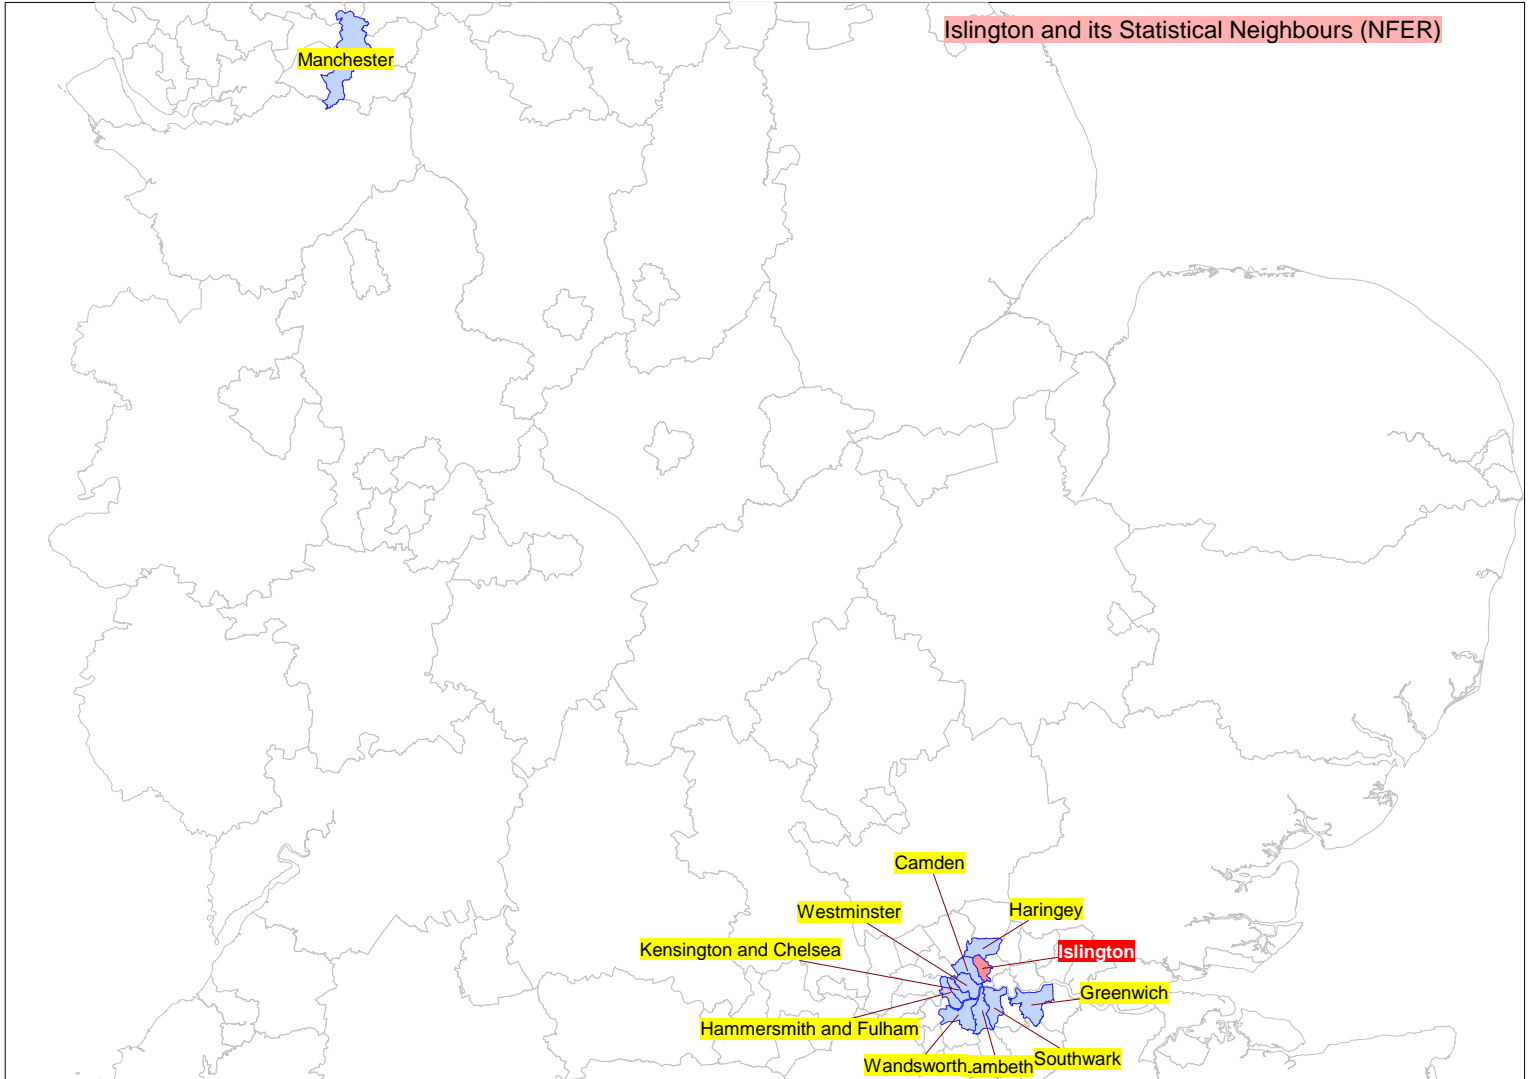 Islington and its Statistical Neighbours (NFER)
Manchester
Camden
Westminster
Haringey
Kensington and Chelsea
Islington
Greenwich
Hammersmith and Fulham
Wandsworth
ambeth
Southwark